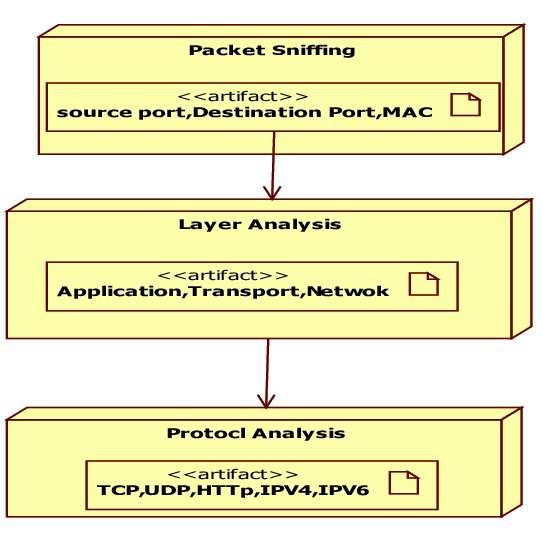 Packet Sniffing
<<artifact>>
source port,Destination Port,MAC
Layer Analysis
<<artifact>>
Application,Transport,Netwok
Protocl Analysis
<<artifact>>
TCP,UDP,HTTp,IPV4,IPV6